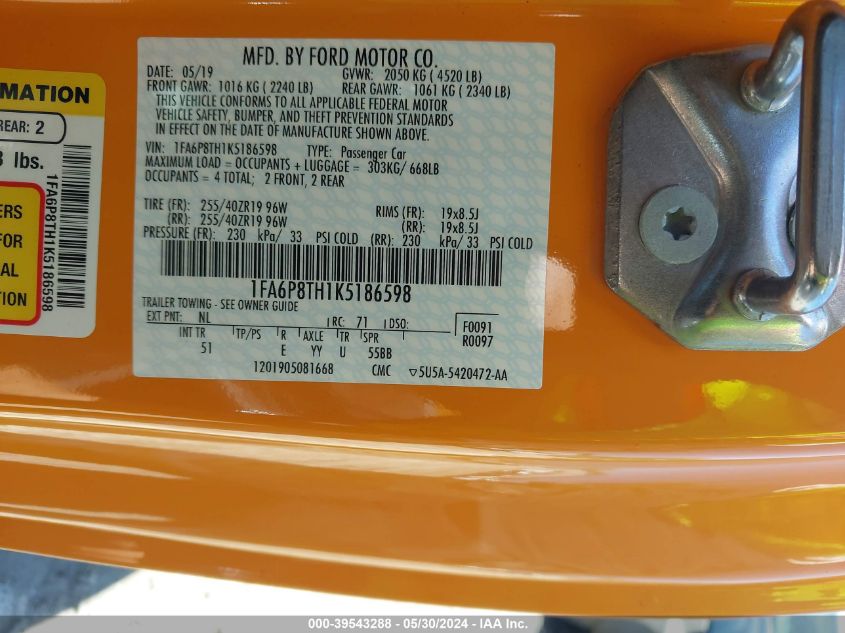 MFD. BY FORD MOTOR CO.
DATE: 05/19 GVWR: 2050 KG ( 4520 LB)
FRONT GAWR: 1016 KG ( 2240 LB) REAR GAWR: 1061 KG ( 2340 LB)
THIS VEHICLE CONFORMS TO ALL APPLICABLE FEDERAL MOTOR
VEHICLE SAFETY, BUMPER, AND THEFT PREVENTION STANDARDS
IN EFFECT ON THE DATE OF MANUFACTURE SHOWN ABOVE.
VIN: 1FA6P8TH1K5186598 TYPE: Passenger Car
MAXIMUM LOAD = OCCUPANTS + LUGGAGE = 303KG/ 668LB
OCCUPANTS = 4 TOTAL; 2 FRONT, 2 REAR
TIRE (FR): 255/40ZR19 96W RIMS (FR): 19x8.5J
(RR): 255/40ZR19 96W (RR): 19x8.5J
PRESSURE (FR): 230 kPa/ 33 PSI COLD (RR): 230 kPa/ 33 PSI COLD
1FA6P8TH1K5186598
TRAILER TOWING - SEE OWNER GUIDE
EXT PNT: NL RC: 71 DSO: F0091
R0097
INT TR TP/PS R AXLE TR SPR
51 E YY U 55BB
1201905081668 CMC ▽5U5A-5420472-AA
MATION
REAR: 2
lbs.
1FA6P8TH1K5186598
ERS
FOR
AL
TION
000-39543288 - 05/30/2024 - IAA Inc.